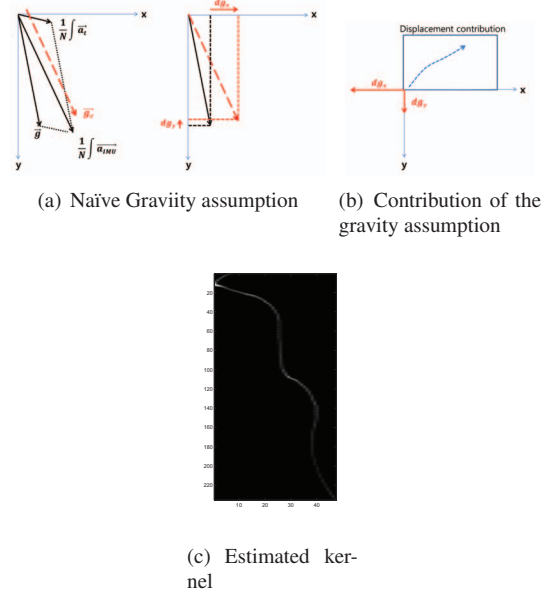 x
1/N ∫ a_t
dg_x
g_e
dg_y
g
1/N ∫ a_IMU
y
y
Displacement contribution
dg_x
x
dg_y
y
(a) Naïve Graviity assumption
(b) Contribution of the
gravity assumption
20
40
60
80
100
120
140
160
180
200
220
10 20 30 40
(c) Estimated ker-
nel